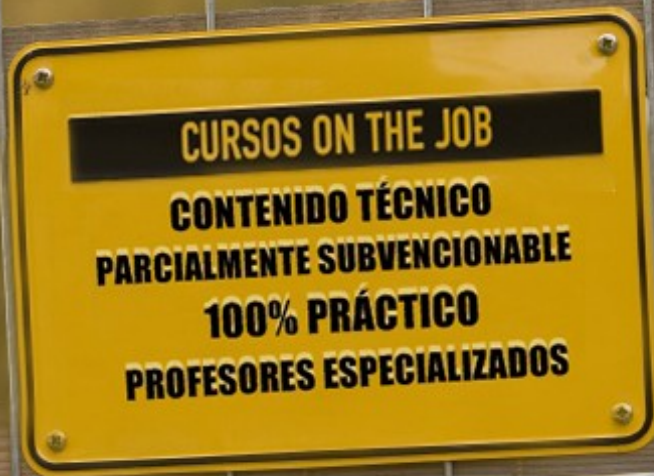 CURSOS ON THE JOB
CONTENIDO TÉCNICO
PARCIALMENTE SUBVENCIONABLE
100% PRÁCTICO
PROFESORES ESPECIALIZADOS